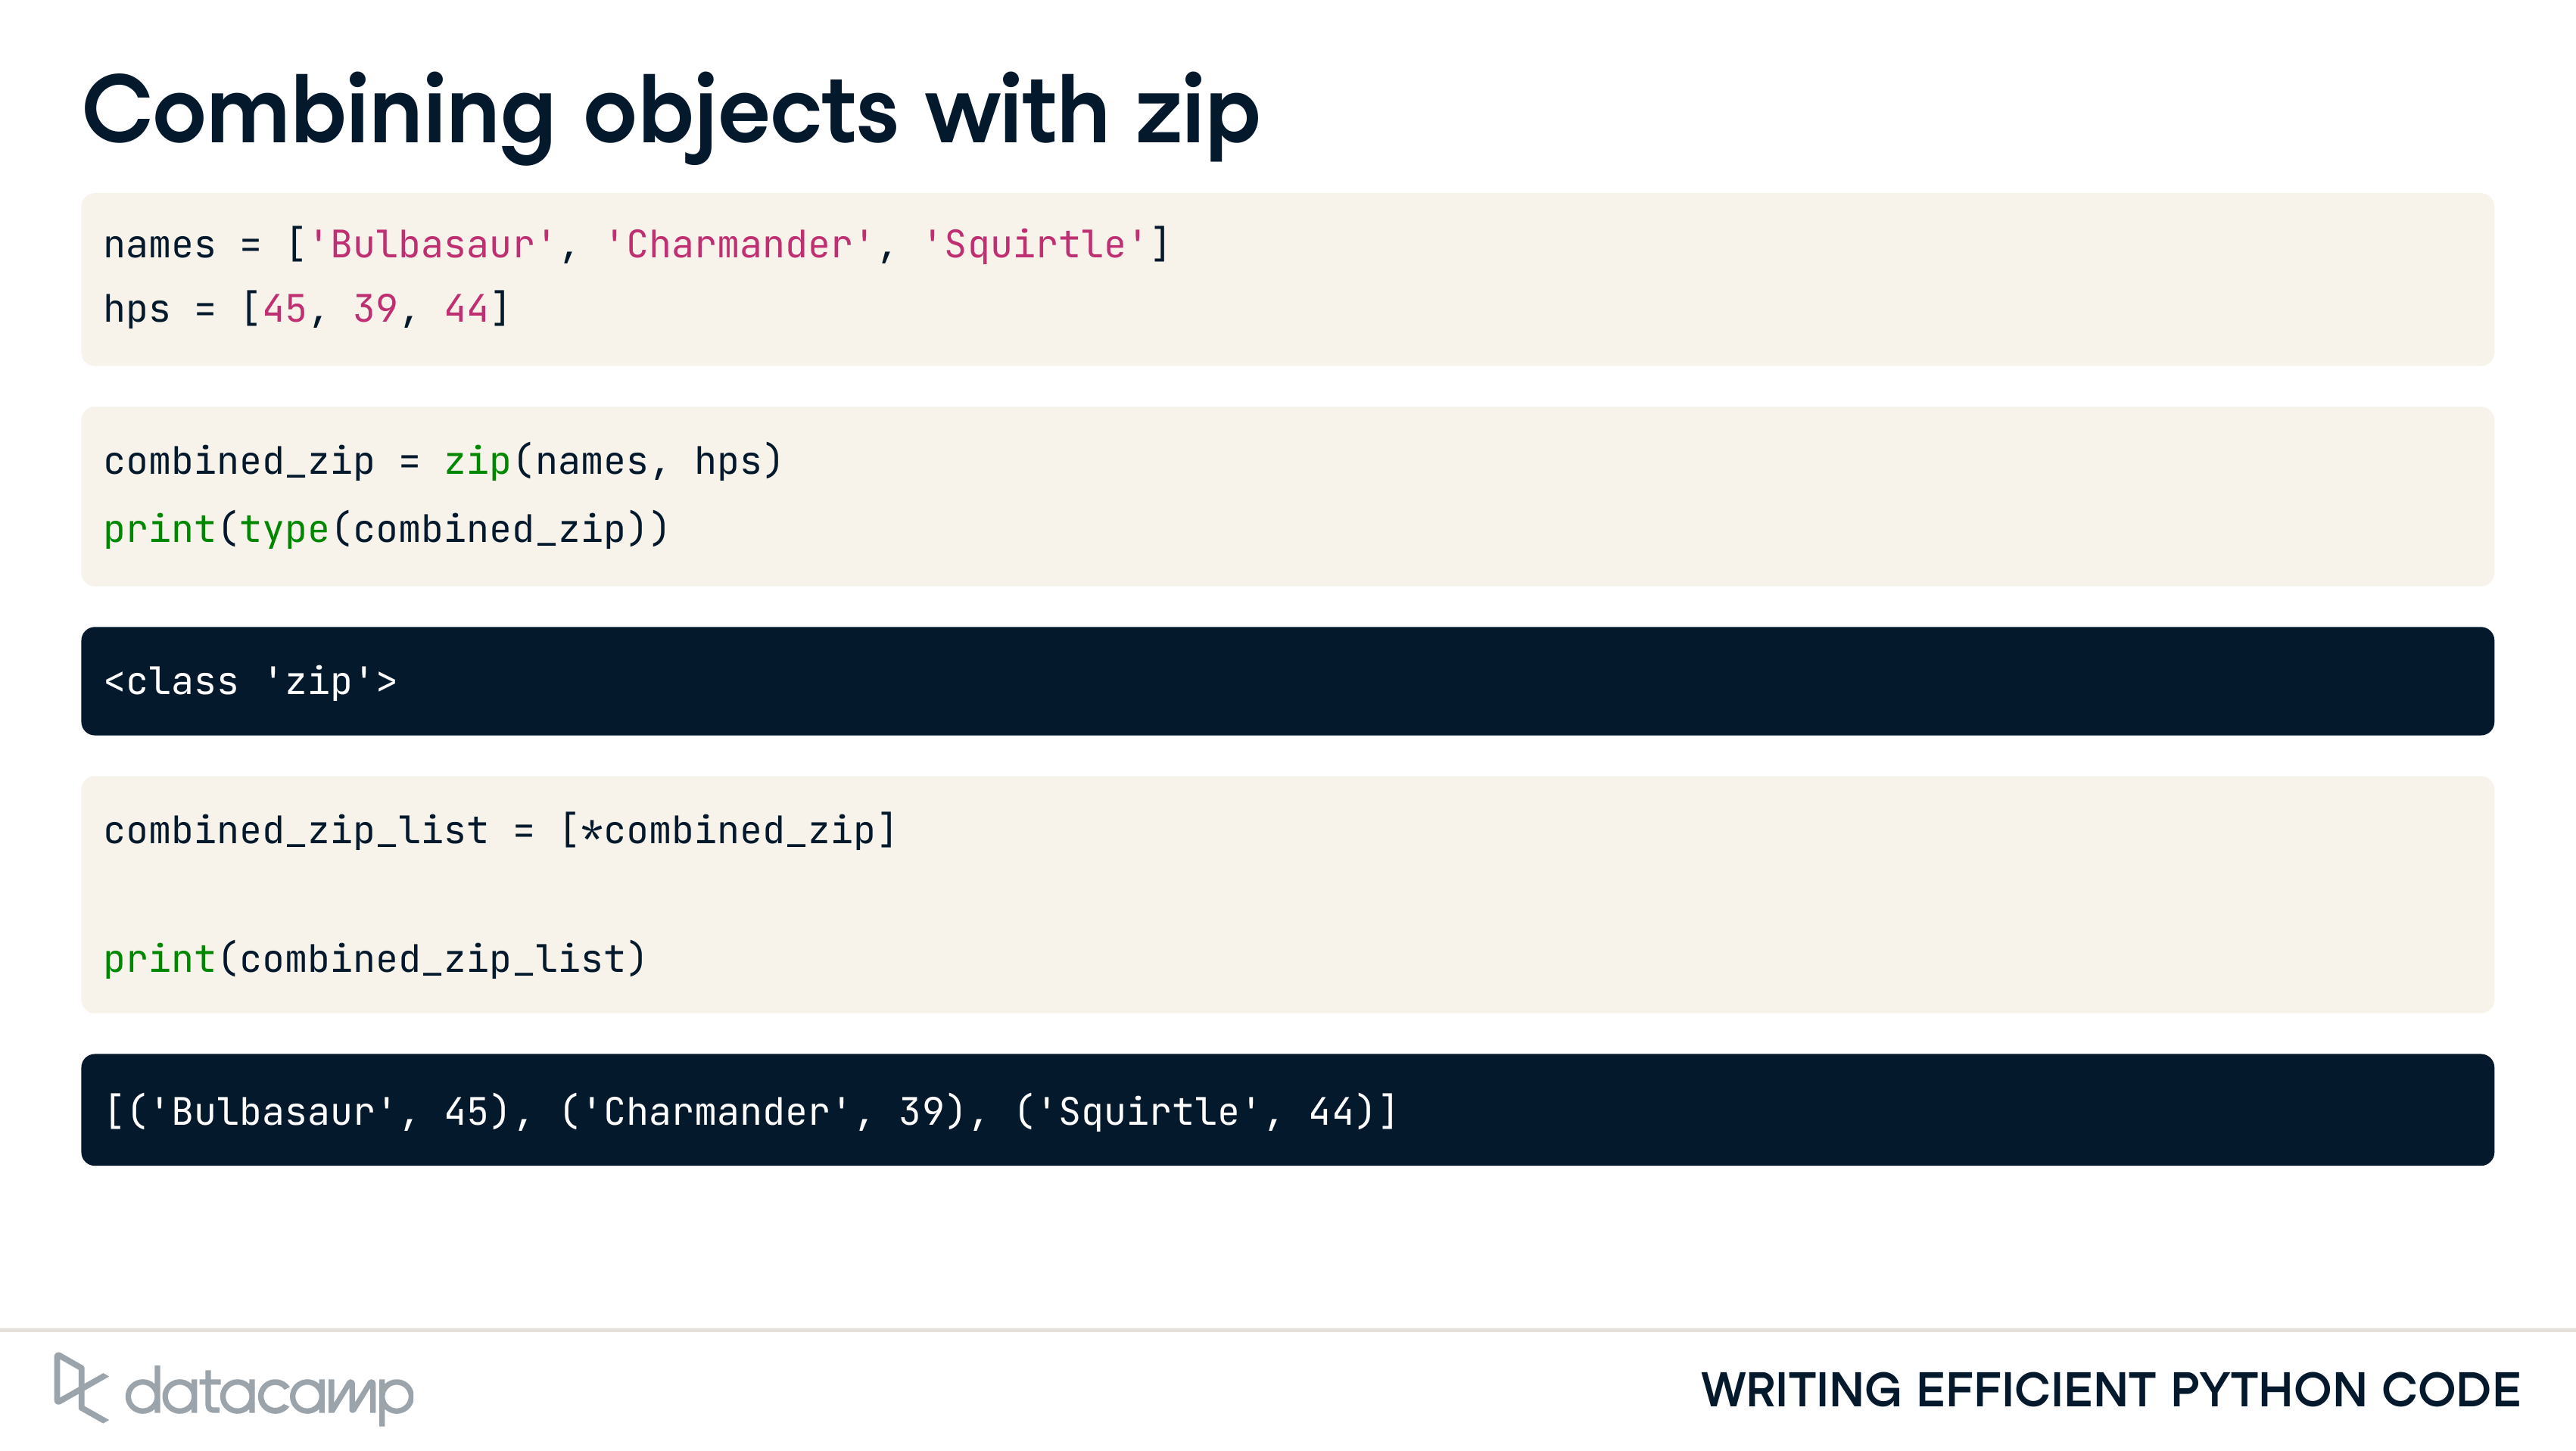 Combining objects with zip
names = ['Bulbasaur', 'Charmander', 'Squirtle']
hps = [45, 39, 44]
combined_zip = zip(names, hps)
print(type(combined_zip))
<class 'zip'>
combined_zip_list = [*combined_zip]
print(combined_zip_list)
[('Bulbasaur', 45), ('Charmander', 39), ('Squirtle', 44)]
datacamp
WRITING EFFICIENT PYTHON CODE